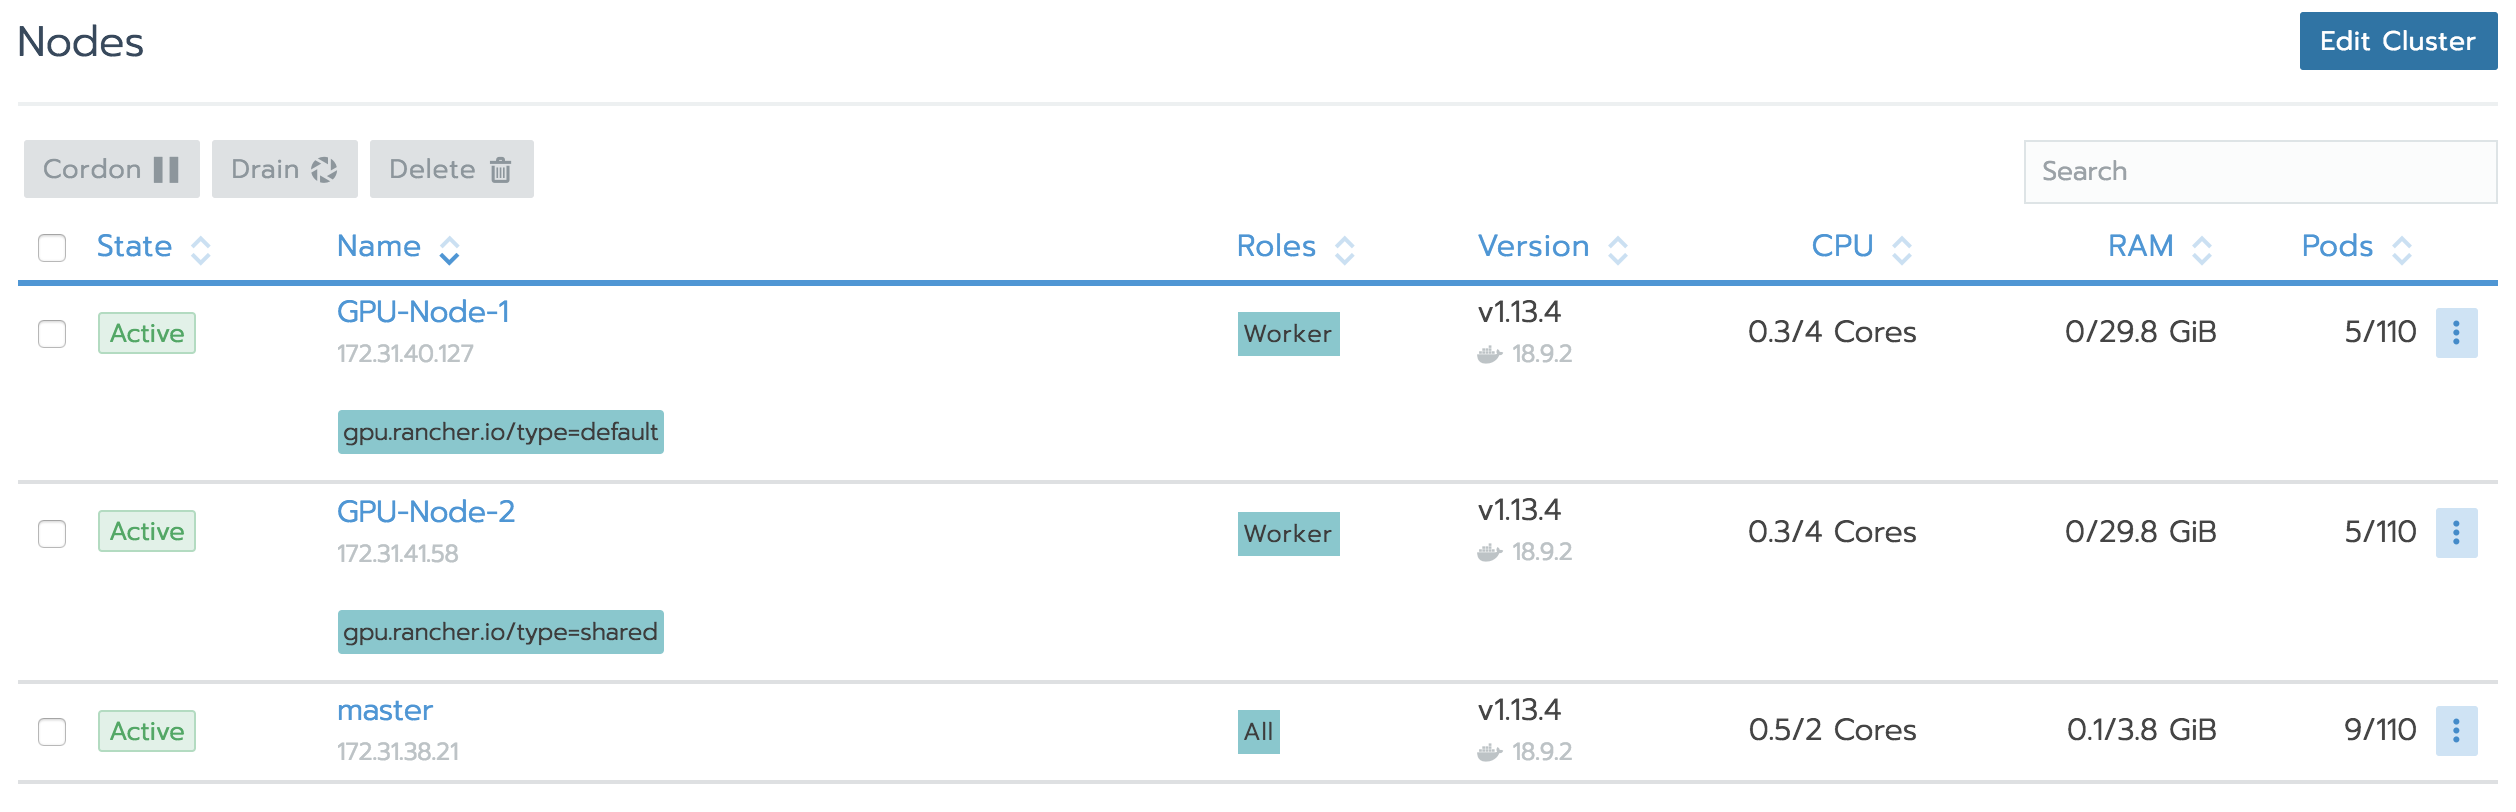 Nodes
Edit Cluster
Cordon Drain Delete
Search
State Name Roles Version CPU RAM Pods
Active GPU-Node-1 Worker v1.13.4 0.3/4 Cores 0/29.8 GiB 5/110
172.31.40.127 18.9.2
gpu.rancher.io/type=default
Active GPU-Node-2 Worker v1.13.4 0.3/4 Cores 0/29.8 GiB 5/110
172.31.41.58 18.9.2
gpu.rancher.io/type=shared
Active master All v1.13.4 0.5/2 Cores 0.1/3.8 GiB 9/110
172.31.38.21 18.9.2